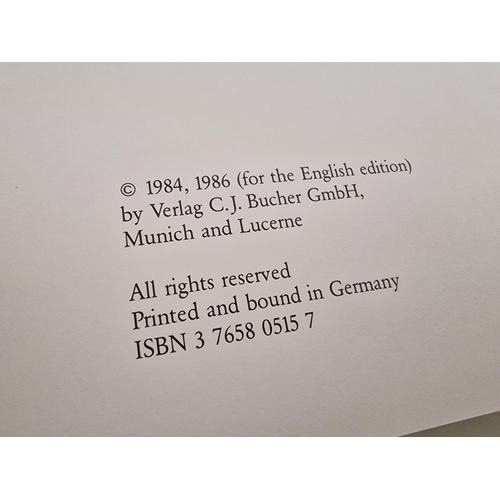 © 1984, 1986 (for the English edition)
by Verlag C.J. Bucher GmbH,
Munich and Lucerne
All rights reserved
Printed and bound in Germany
ISBN 3 7658 0515 7